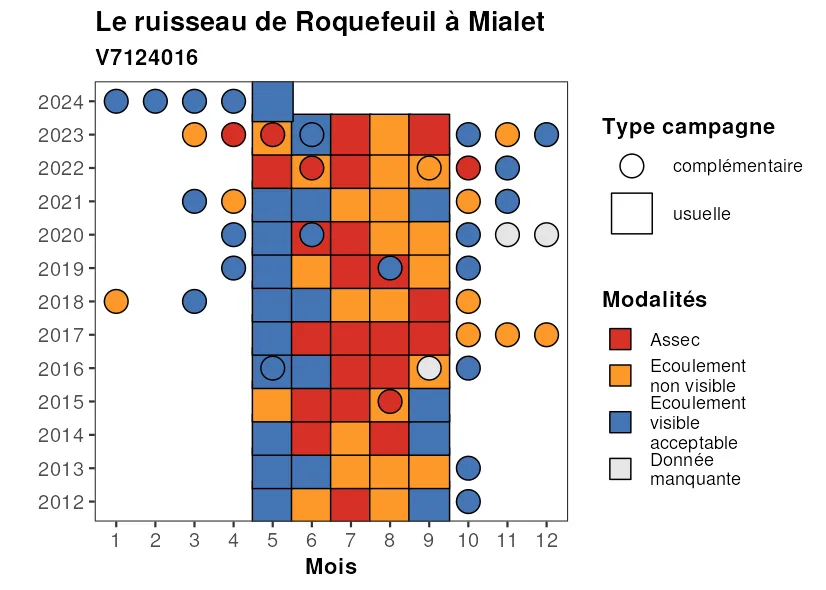 Le ruisseau de Roquefeuil à Mialet
V7124016
2024
2023
2022
2021
2020
2019
2018
2017
2016
2015
2014
2013
2012
1 2 3 4 5 6 7 8 9 10 11 12
Mois
Type campagne
complémentaire
usuelle
Modalités
Assec
Ecoulement
non visible
Ecoulement
visible
acceptable
Donnée
manquante